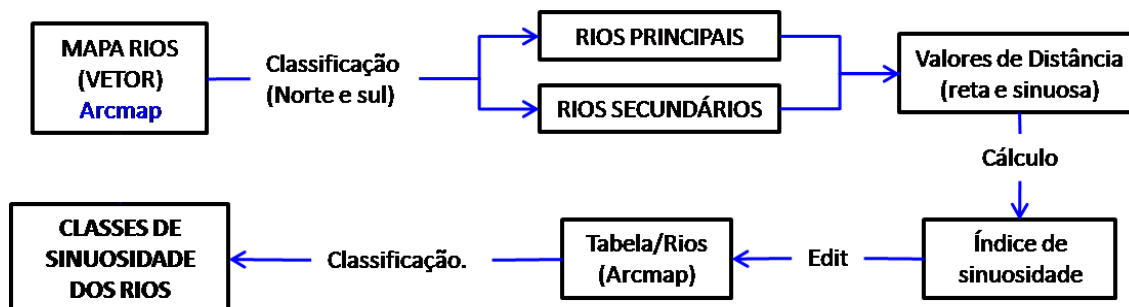 MAPA RIOS
(VETOR)
Arcmap
Classificação
(Norte e sul)
RIOS PRINCIPAIS
RIOS SECUNDÁRIOS
Valores de Distância
(reta e sinuosa)
Cálculo
Índice de
sinuosidade
Edit
Tabela/Rios
(Arcmap)
Classificação.
CLASSES DE
SINUOSIDADE
DOS RIOS